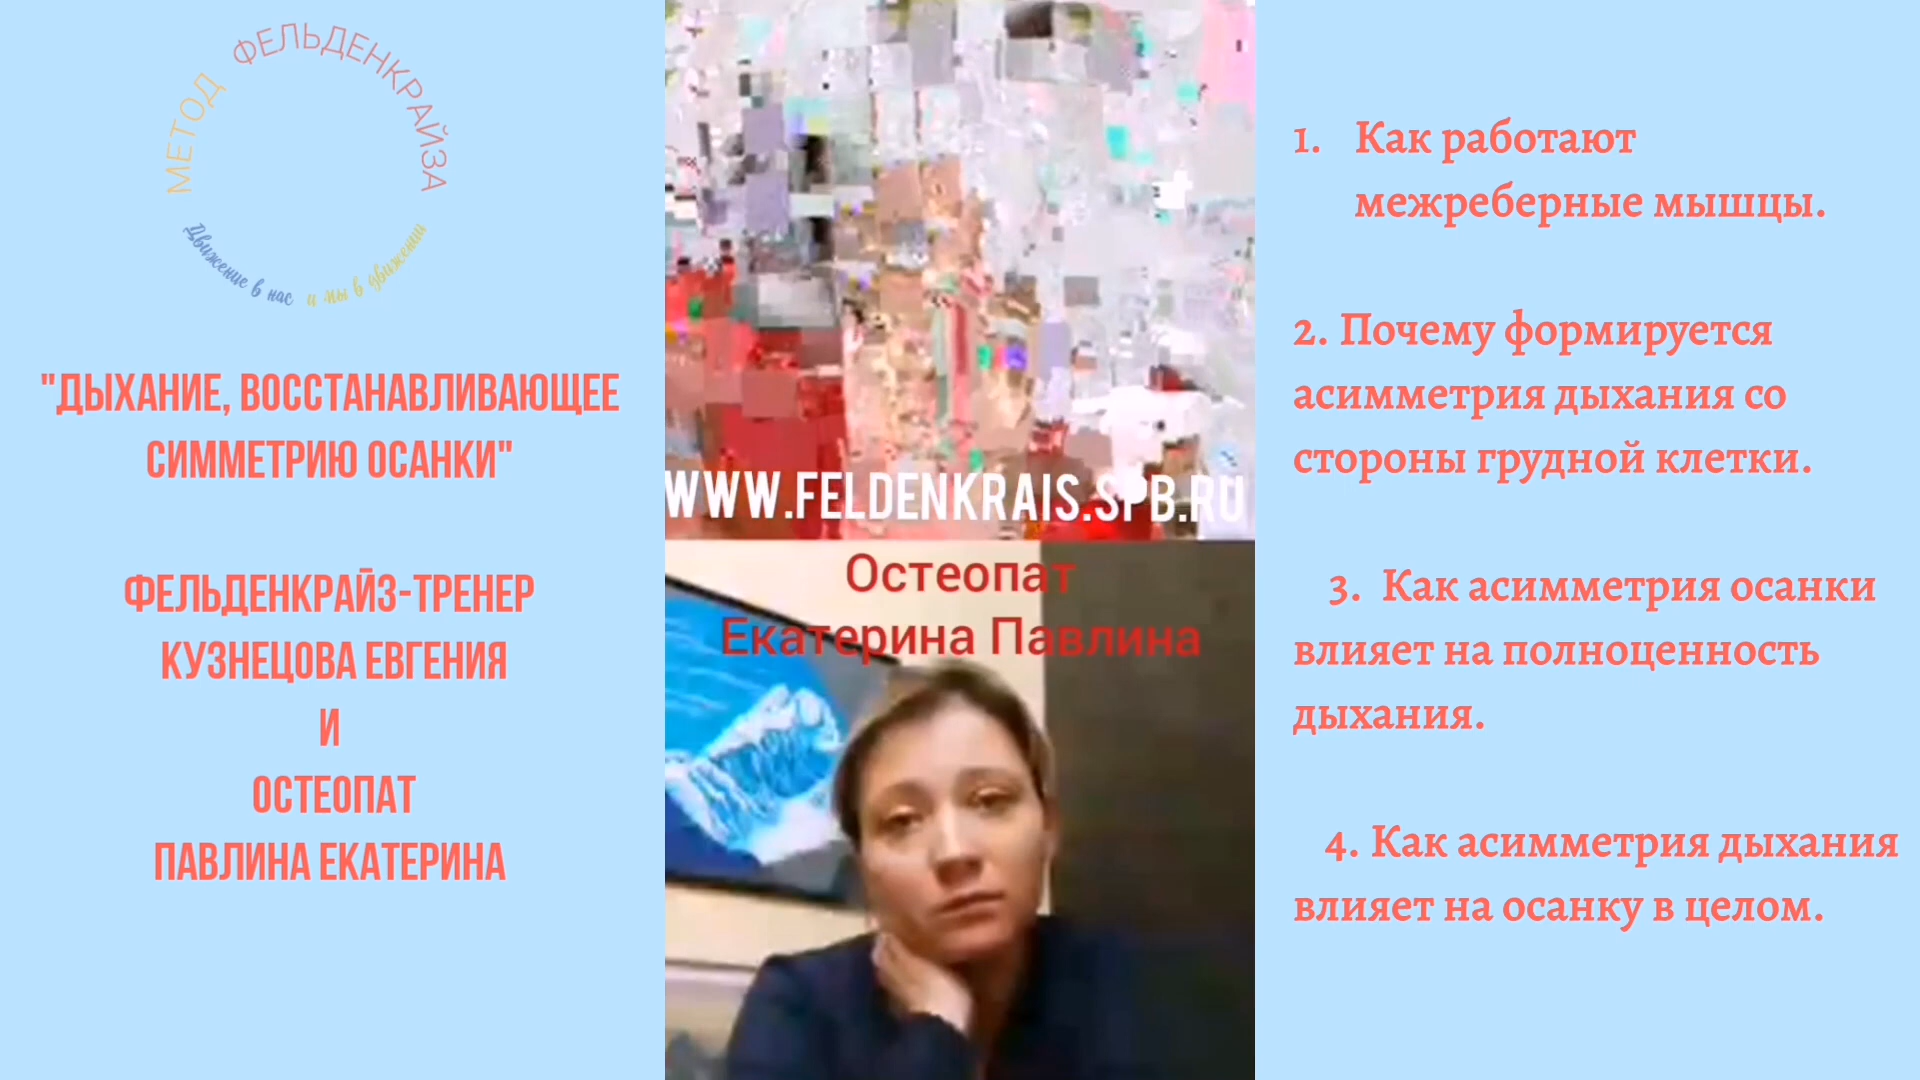 МЕТОД ФЕЛЬДЕНКРАЙЗА
Движение в нас и мы в движении
"ДЫХАНИЕ, ВОССТАНАВЛИВАЮЩЕЕ
СИММЕТРИЮ ОСАНКИ"
ФЕЛЬДЕНКРАЙЗ-ТРЕНЕР
КУЗНЕЦОВА ЕВГЕНИЯ
И
ОСТЕОПАТ
ПАВЛИНА ЕКАТЕРИНА
WWW.FELDENKRAIS.SPB.RU
Остеопат
Екатерина Павлина
1. Как работают
межреберные мышцы.
2. Почему формируется
асимметрия дыхания со
стороны грудной клетки.
3. Как асимметрия осанки
влияет на полноценность
дыхания.
4. Как асимметрия дыхания
влияет на осанку в целом.